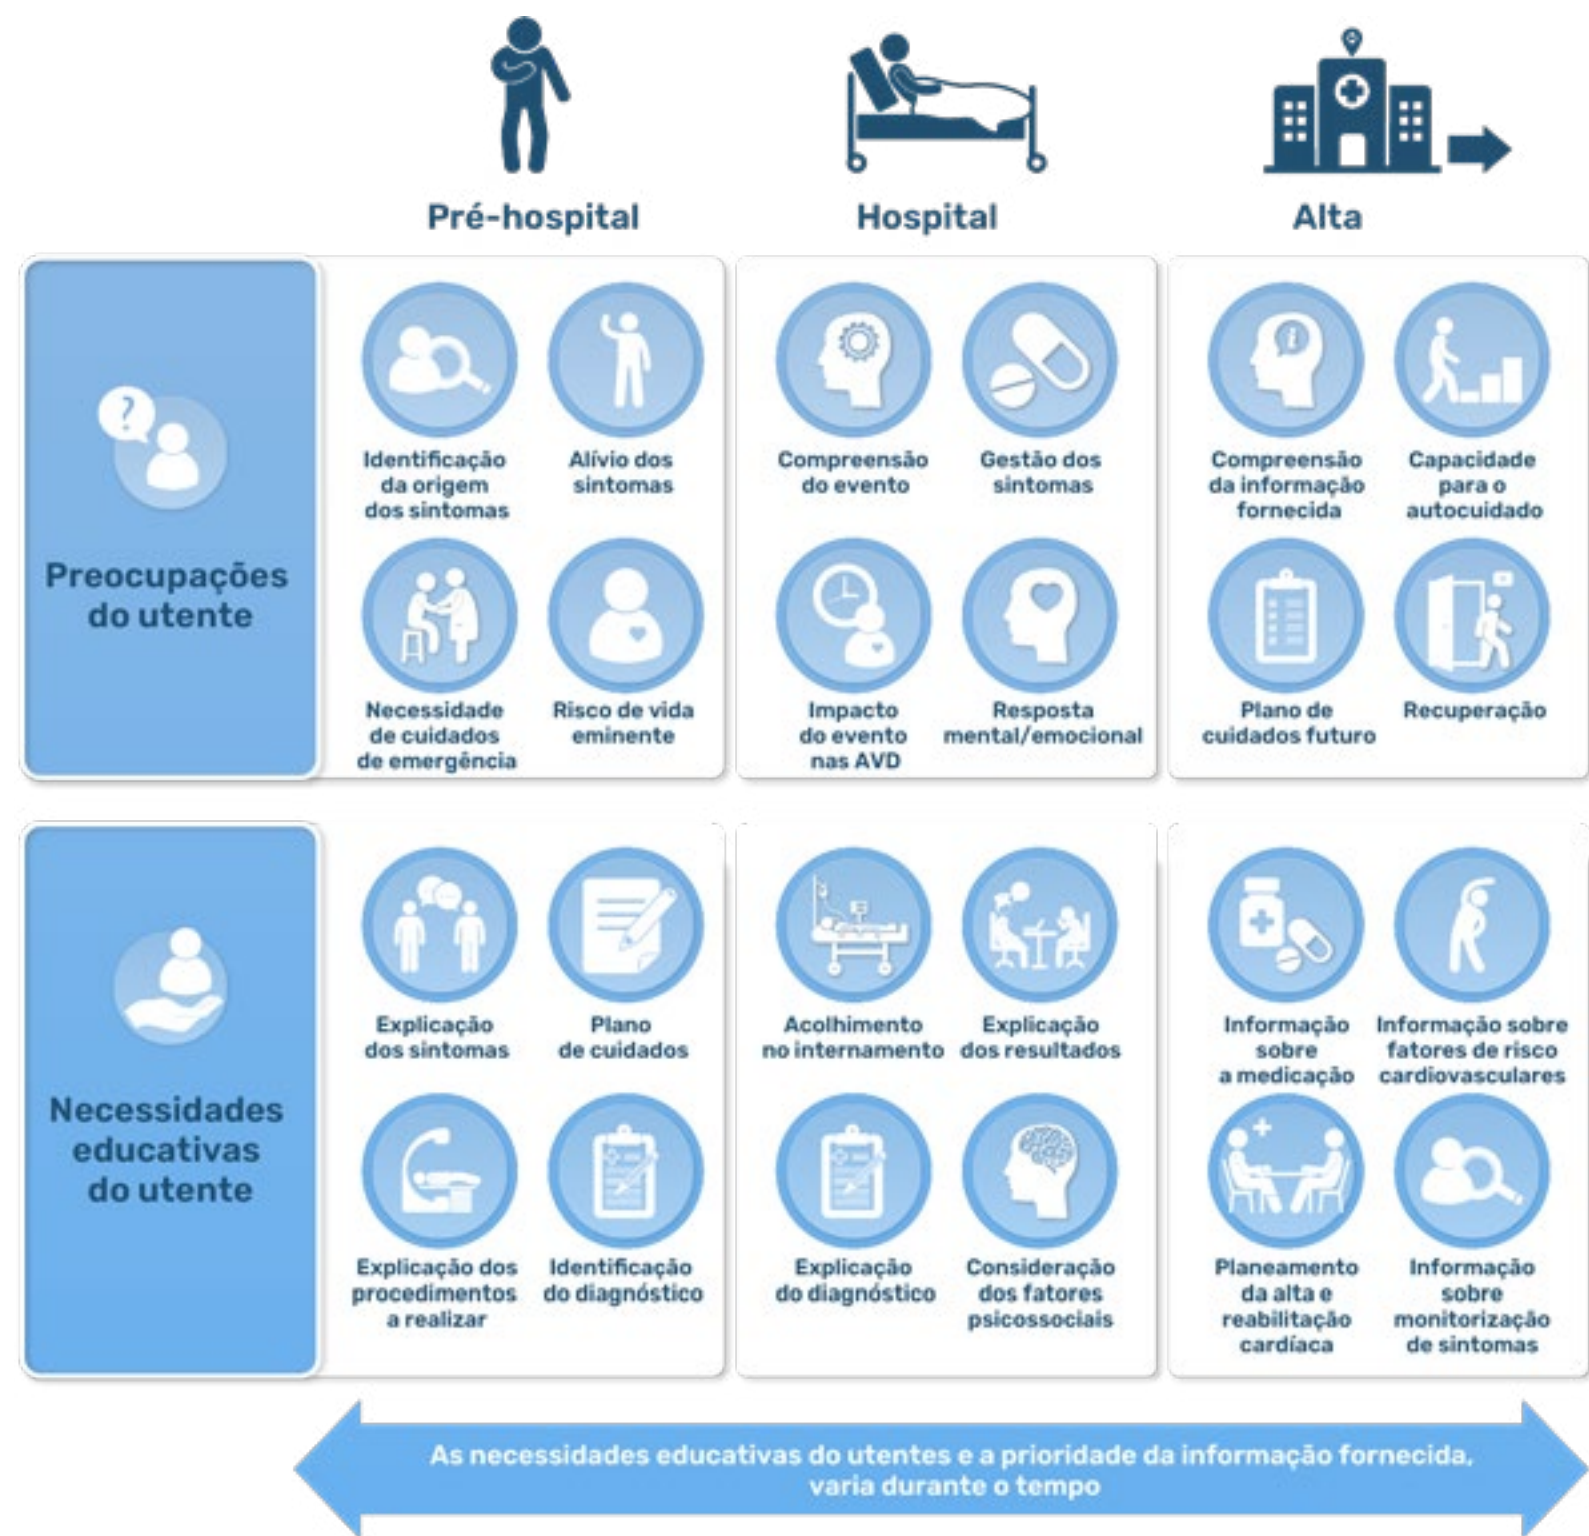 Pré-hospital
Hospital
Alta
Preocupações
do utente
Identificação
da origem
dos sintomas
Alívio dos
sintomas
Necessidade
de cuidados
de emergência
Risco de vida
eminente
Compreensão
do evento
Gestão dos
sintomas
Impacto
do evento
nas AVD
Resposta
mental/emocional
Compreensão
da informação
fornecida
Capacidade
para o
autocuidado
Plano de
cuidados futuro
Recuperação
Necessidades
educativas
do utente
Explicação
dos sintomas
Plano
de cuidados
Explicação dos
procedimentos
a realizar
Identificação
do diagnóstico
Acolhimento
no internamento
Explicação
dos resultados
Explicação
do diagnóstico
Consideração
dos fatores
psicossociais
Informação
sobre
a medicação
Informação sobre
fatores de risco
cardiovasculares
Planeamento
da alta e
reabilitação
cardíaca
Informação
sobre
monitorização
de sintomas
As necessidades educativas do utentes e a prioridade da informação fornecida,
varia durante o tempo